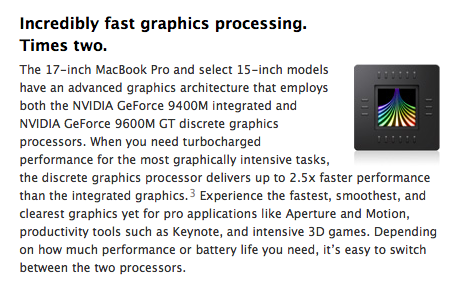 Incredibly fast graphics processing.
Times two.
The 17-inch MacBook Pro and select 15-inch models
have an advanced graphics architecture that employs
both the NVIDIA GeForce 9400M integrated and
NVIDIA GeForce 9600M GT discrete graphics
processors. When you need turbocharged
performance for the most graphically intensive tasks,
the discrete graphics processor delivers up to 2.5x faster performance
than the integrated graphics.3 Experience the fastest, smoothest, and
clearest graphics yet for pro applications like Aperture and Motion,
productivity tools such as Keynote, and intensive 3D games. Depending
on how much performance or battery life you need, it’s easy to switch
between the two processors.